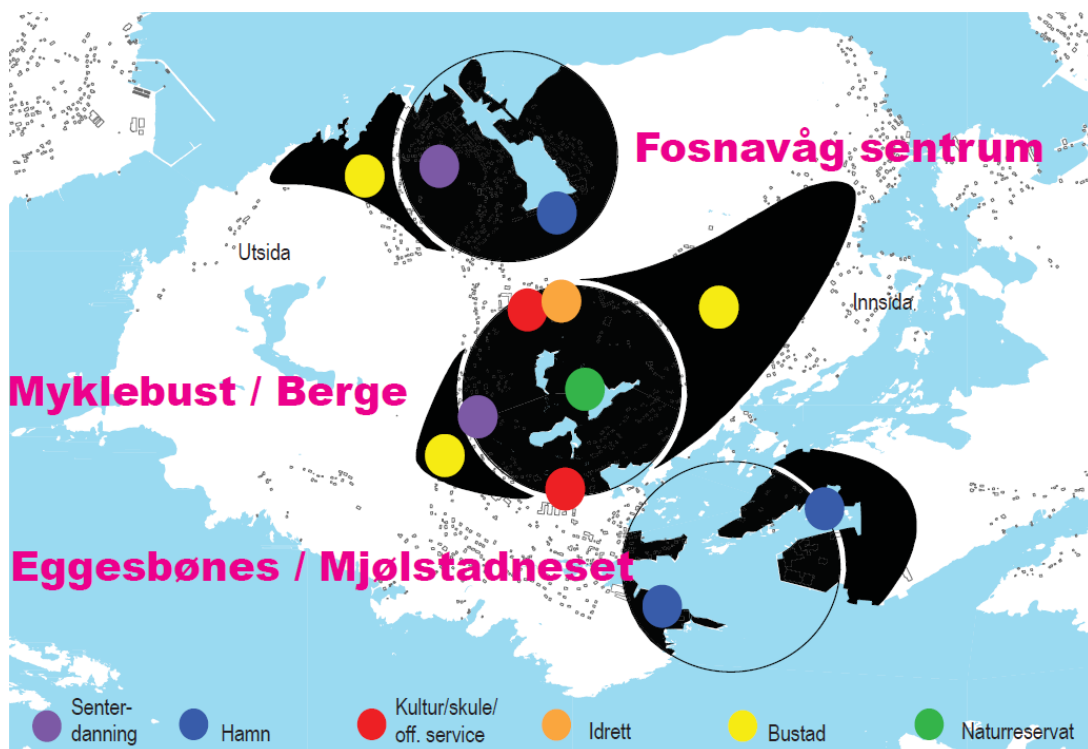 Fosnavåg sentrum
Utsida
Innsida
Myklebust / Berge
Eggesbønes / Mjølstadneset
Senter-
danning
Hamn
Kultur/skule/
off. service
Idrett
Bustad
Naturreservat